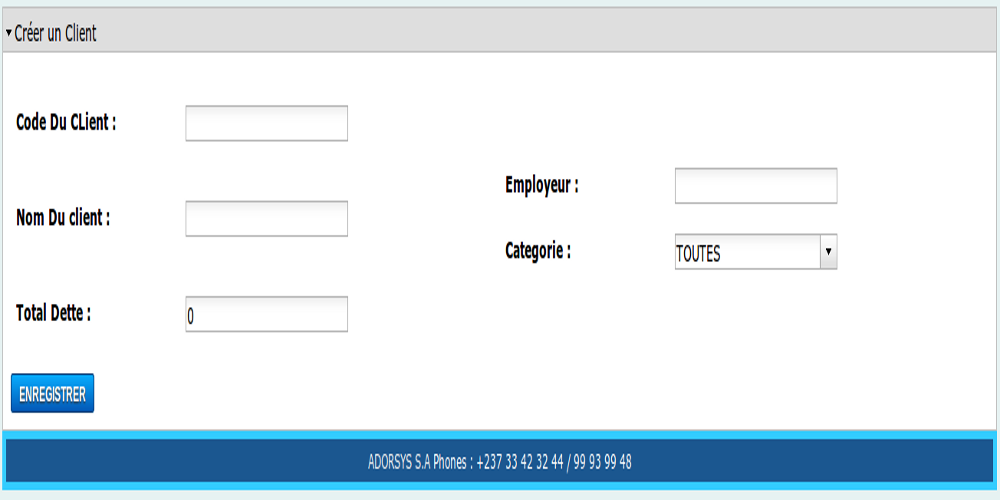 Créer un Client
Code Du CLient :
Employeur :
Nom Du client :
Categorie : TOUTES
Total Dette : 0
ENREGISTRER
ADORSYS S.A Phones : +237 33 42 32 44 / 99 93 99 48